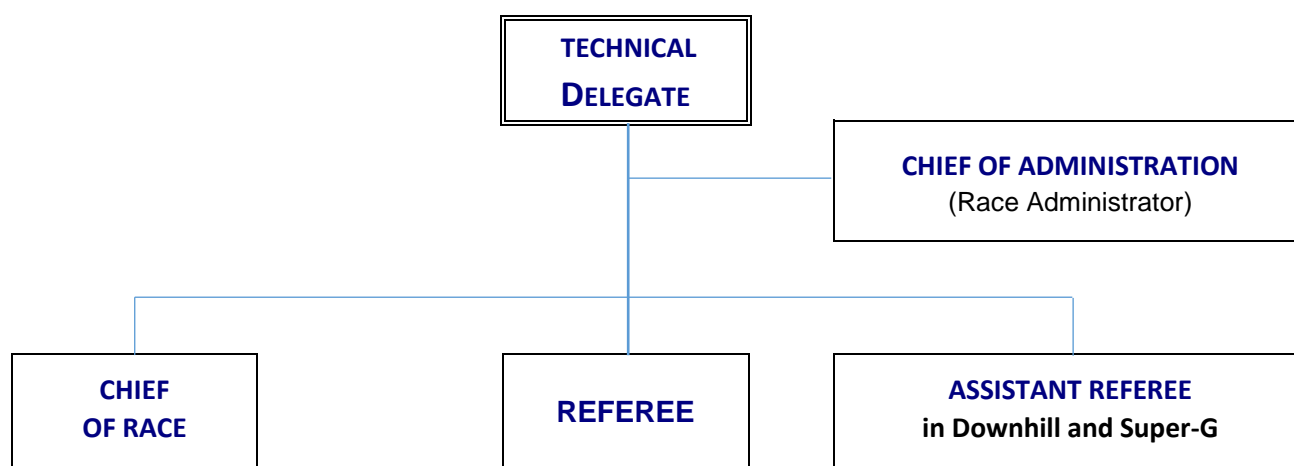 TECHNICAL
DELEGATE
CHIEF OF ADMINISTRATION
(Race Administrator)
CHIEF
OF RACE
REFEREE
ASSISTANT REFEREE
in Downhill and Super-G